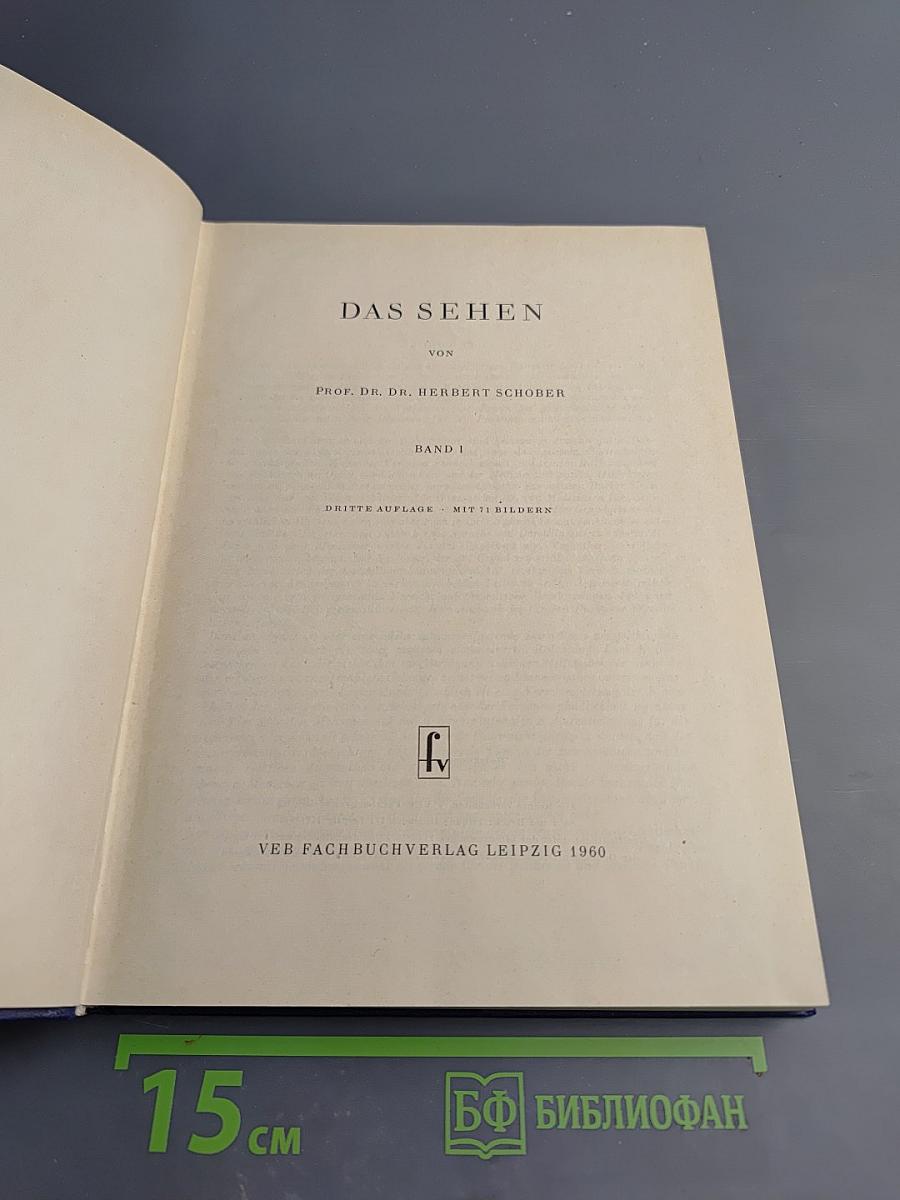 DAS SEHEN
VON
PROF. DR. DR. HERBERT SCHOBER
BAND I
DRITTE AUFLAGE · MIT 71 BILDERN
fv
VEB FACHBUCHVERLAG LEIPZIG 1960
15 см
БФ БИБЛИОФАН